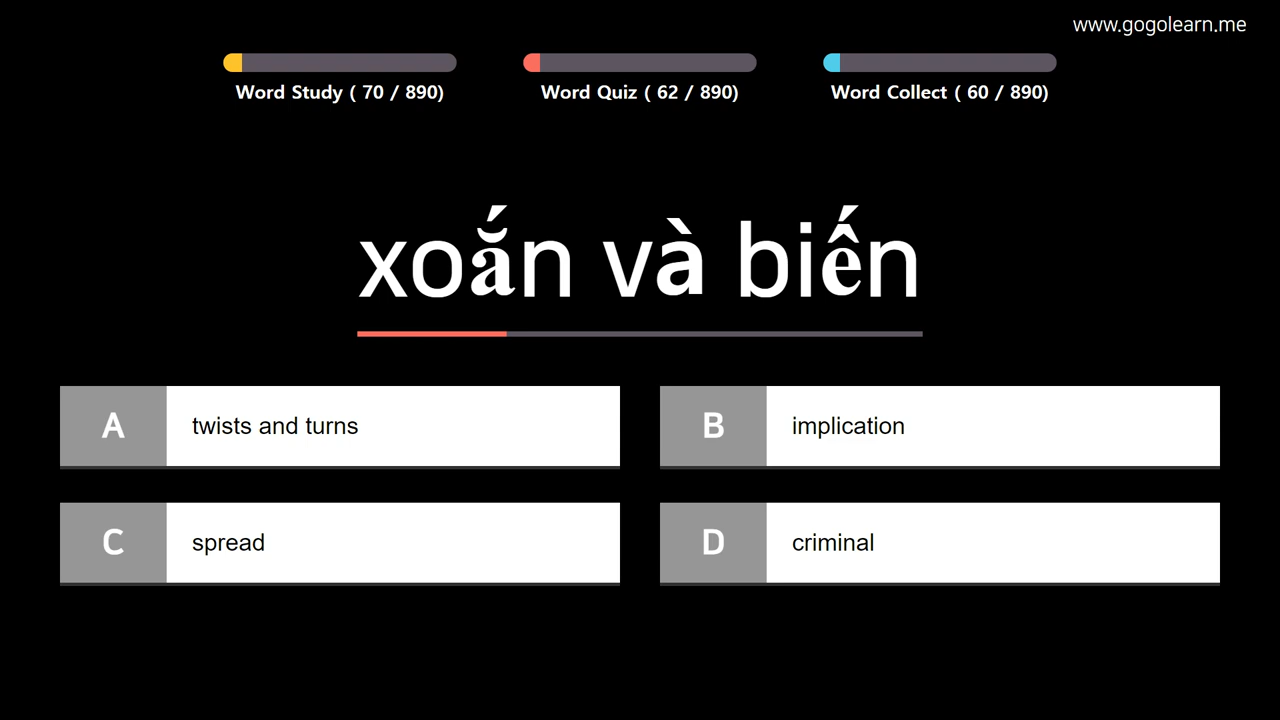 www.gogolearn.me
Word Study ( 70 / 890)
Word Quiz ( 62 / 890)
Word Collect ( 60 / 890)
xoắn và biến
A twists and turns
B implication
C spread
D criminal